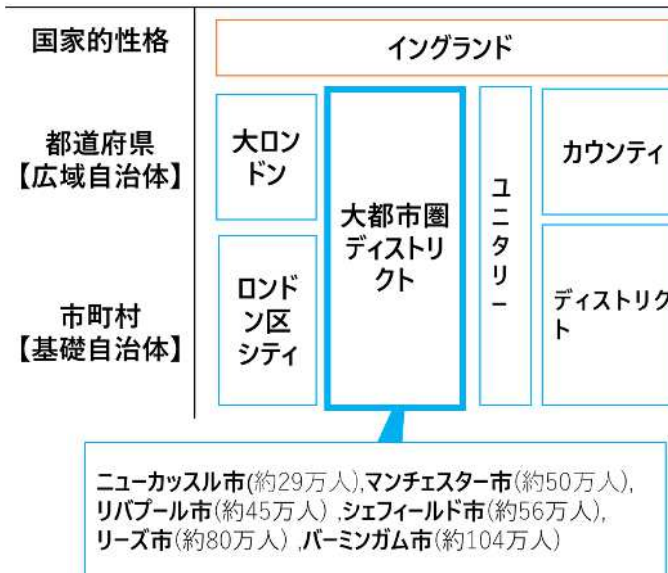 国家的性格
イングランド
都道府県
【広域自治体】
大ロン
ドン
大都市圏
ディストリ
クト
ユニタリー
カウンティ
市町村
【基礎自治体】
ロンド
ン区
シティ
ディストリク
ト
ニューカッスル市(約29万人),マンチェスター市(約50万人),
リバプール市(約45万人) ,シェフィールド市(約56万人),
リーズ市(約80万人) ,バーミンガム市(約104万人)